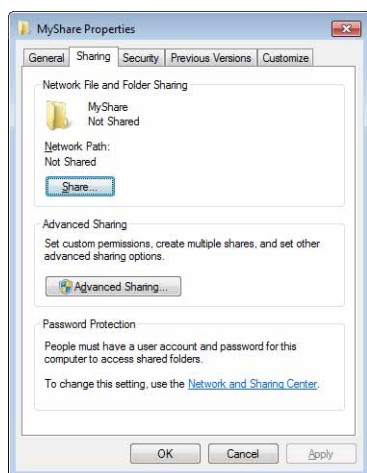 MyShare Properties
General Sharing Security Previous Versions Customize
Network File and Folder Sharing
MyShare
Not Shared
Network Path:
Not Shared
Share...
Advanced Sharing
Set custom permissions, create multiple shares, and set other
advanced sharing options.
Advanced Sharing...
Password Protection
People must have a user account and password for this
computer to access shared folders.
To change this setting, use the Network and Sharing Center.
OK Cancel Apply